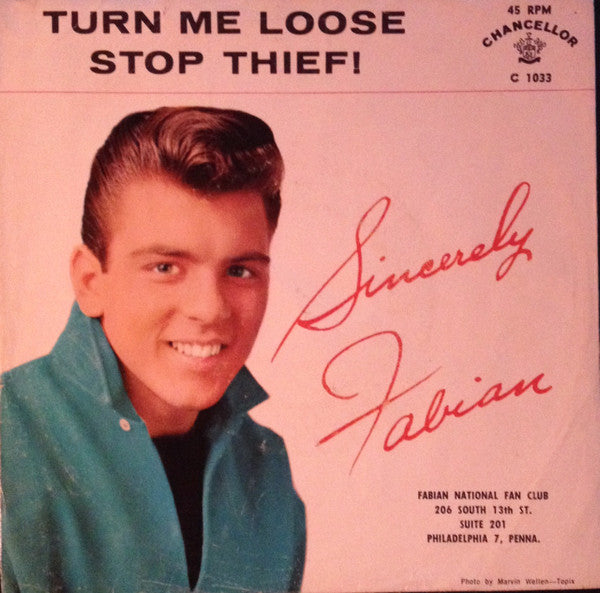 TURN ME LOOSE
STOP THIEF!
45 RPM
CHANCELLOR
C 1033
Sincerely
Fabian
FABIAN NATIONAL FAN CLUB
206 SOUTH 13th ST.
SUITE 201
PHILADELPHIA 7, PENNA.
Photo by Marvin Wellen—Topix